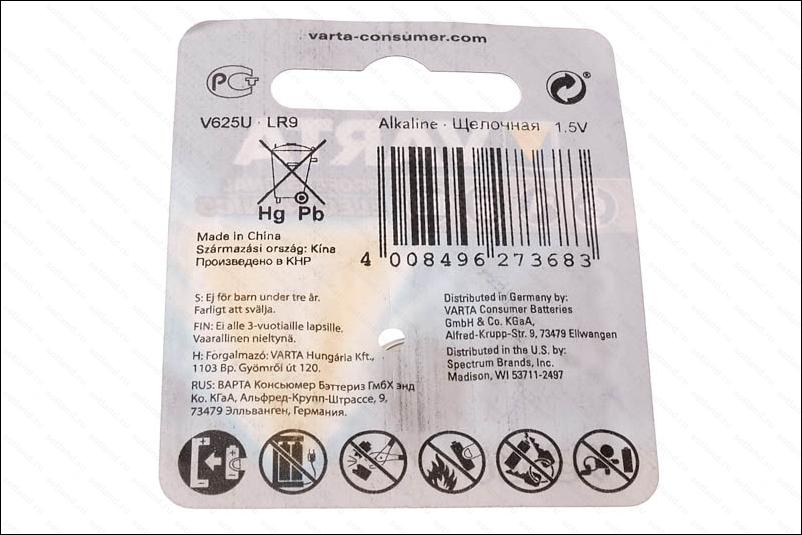 varta-consumer.com
V625U · LR9
Alkaline · Щелочная 1.5V
Hg Pb
4 008496 273683
Made in China
Származási ország: Kína
Произведено в КНР
S: Ej för barn under tre år.
Farligt att svälja.
FIN: Ei alle 3-vuotiaille lapsille.
Vaarallinen nieltynä.
H: Forgalmazó: VARTA Hungária Kft.,
1103 Bp. Gyömrői út 120.
RUS: ВАРТА Консьюмер Бэттериз ГмбХ энд
Ко. КГаА, Альфред-Крупп-Штрассе, 9,
73479 Элльванген, Германия.
Distributed in Germany by:
VARTA Consumer Batteries
GmbH & Co. KGaA,
Alfred-Krupp-Str. 9, 73479 Ellwangen
Distributed in the U.S. by:
Spectrum Brands, Inc.
Madison, WI 53711-2497